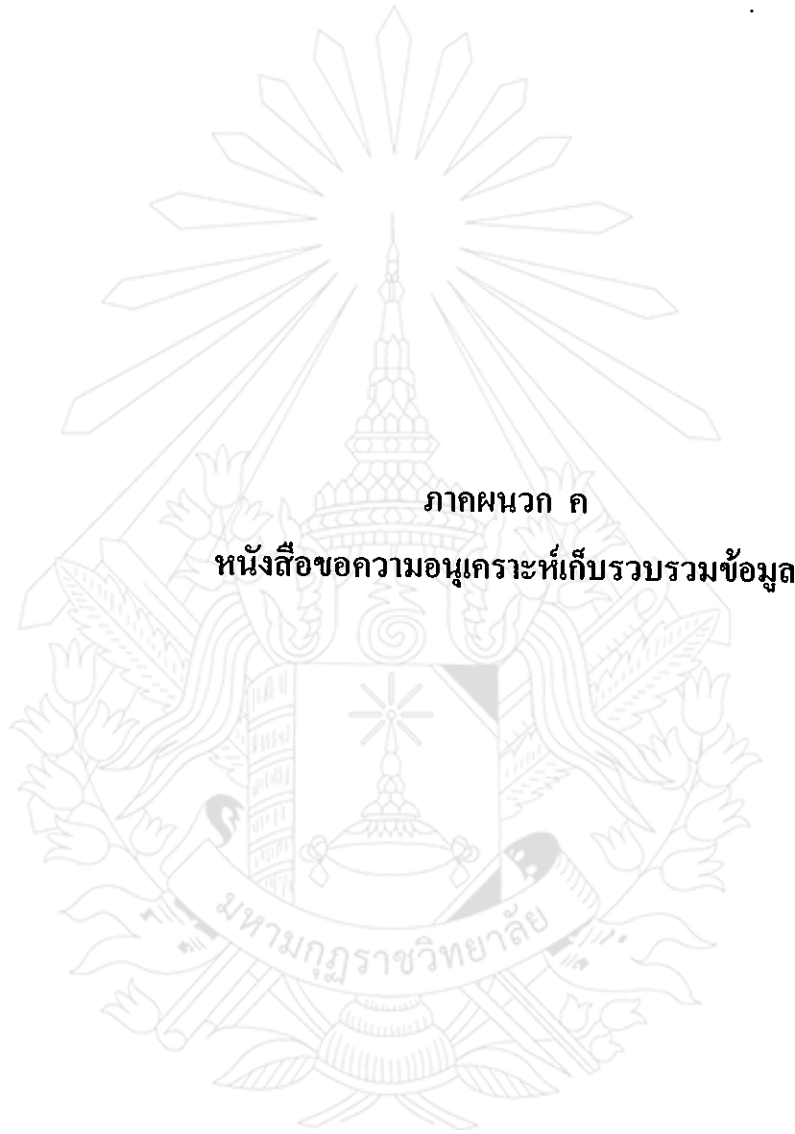 ภาคผนวก ค
หนังสือขอความอนุเคราะห์เก็บรวบรวมข้อมูล
มหามกุฏราชวิทยาลัย